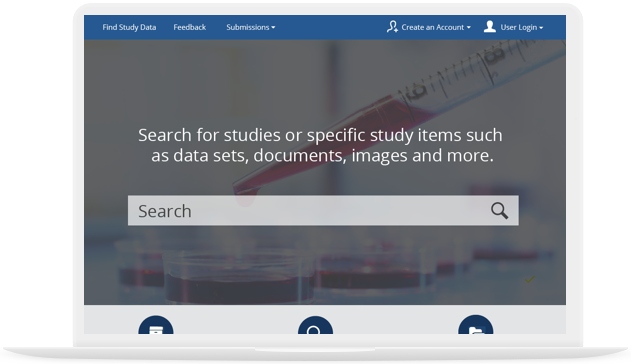 Find Study Data Feedback Submissions Create an Account User Login
Search for studies or specific study items such
as data sets, documents, images and more.
Search